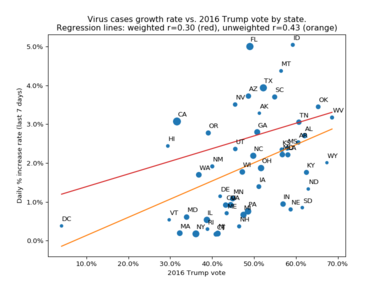 Virus cases growth rate vs. 2016 Trump vote by state.
Regression lines: weighted r=0.30 (red), unweighted r=0.43 (orange)
Daily % increase rate (last 7 days)
5.0%
4.0%
3.0%
2.0%
1.0%
0.0%
FL
ID
MT
TX
AZ
SC
NV
OK
AK
WV
CA
TN
OR
GA
AL
HI
UT
NC
NM
WA
WI
OH
KY
WY
IA
ND
DE
MN
IN
NE
SD
DC
VT
MD
IL
PA
MA
NY
NH
10.0%
20.0%
30.0%
40.0%
50.0%
60.0%
70.0%
2016 Trump vote